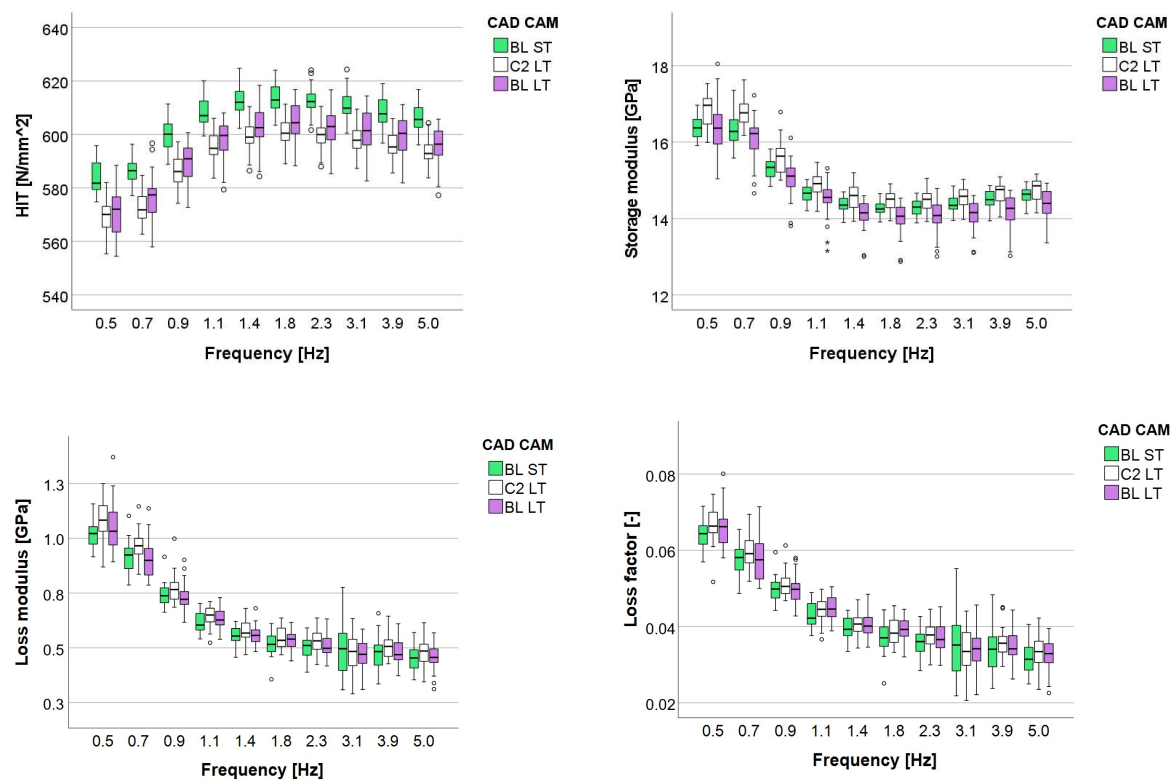 CAD CAM
BL ST
C2 LT
BL LT
HIT [N/mm^2]
640
620
600
580
560
540
0.5 0.7 0.9 1.1 1.4 1.8 2.3 3.1 3.9 5.0
Frequency [Hz]
CAD CAM
BL ST
C2 LT
BL LT
Storage modulus [GPa]
18
16
14
12
*
*
0.5 0.7 0.9 1.1 1.4 1.8 2.3 3.1 3.9 5.0
Frequency [Hz]
CAD CAM
BL ST
C2 LT
BL LT
Loss modulus [GPa]
1.3
1.0
0.8
0.5
0.3
0.5 0.7 0.9 1.1 1.4 1.8 2.3 3.1 3.9 5.0
Frequency [Hz]
CAD CAM
BL ST
C2 LT
BL LT
Loss factor [-]
0.08
0.06
0.04
0.02
0.5 0.7 0.9 1.1 1.4 1.8 2.3 3.1 3.9 5.0
Frequency [Hz]